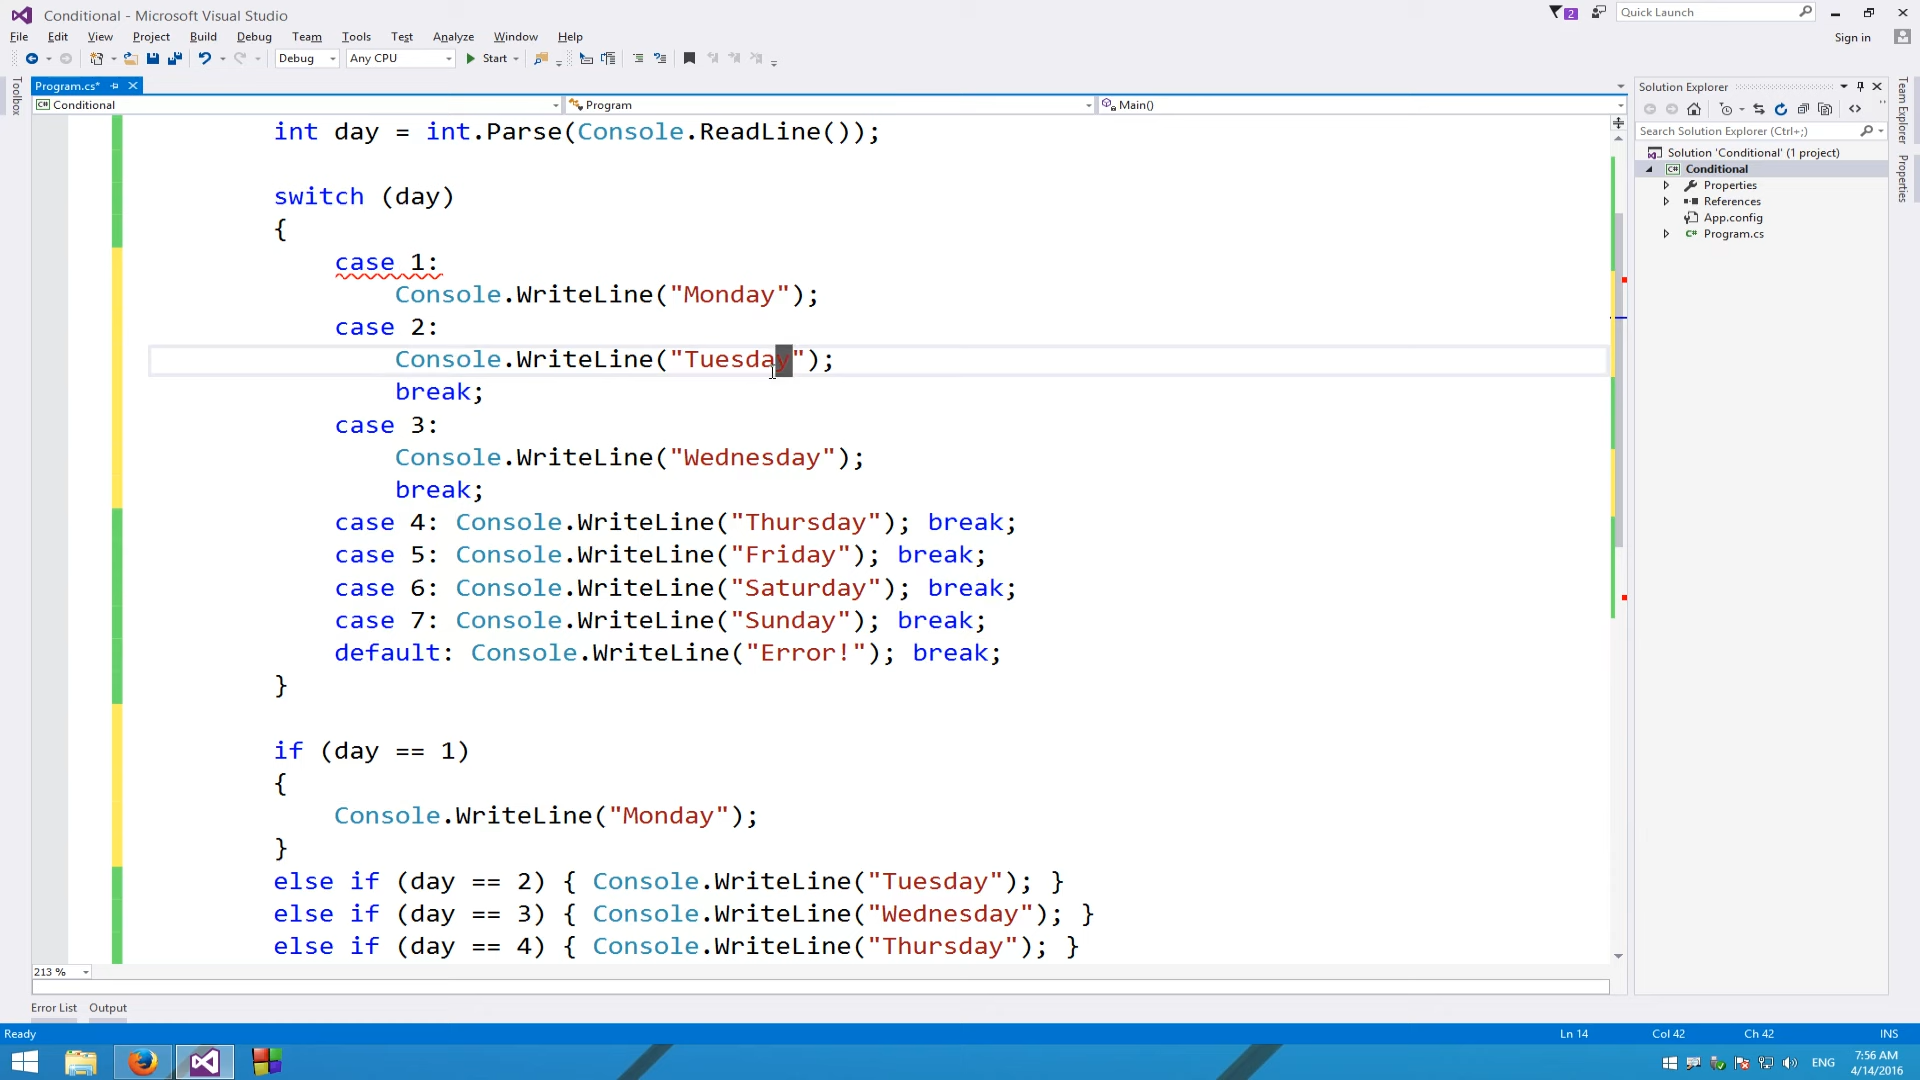 Conditional - Microsoft Visual Studio
2
Quick Launch
File Edit View Project Build Debug Team Tools Test Analyze Window Help
Sign in
Debug Any CPU Start
Program.cs*
Conditional Program Main()
Toolbox
int day = int.Parse(Console.ReadLine());
switch (day)
{
case 1:
Console.WriteLine("Monday");
case 2:
Console.WriteLine("Tuesday");
break;
case 3:
Console.WriteLine("Wednesday");
break;
case 4: Console.WriteLine("Thursday"); break;
case 5: Console.WriteLine("Friday"); break;
case 6: Console.WriteLine("Saturday"); break;
case 7: Console.WriteLine("Sunday"); break;
default: Console.WriteLine("Error!"); break;
}
if (day == 1)
{
Console.WriteLine("Monday");
}
else if (day == 2) { Console.WriteLine("Tuesday"); }
else if (day == 3) { Console.WriteLine("Wednesday"); }
else if (day == 4) { Console.WriteLine("Thursday"); }
213 %
Solution Explorer
Search Solution Explorer (Ctrl+;)
Solution 'Conditional' (1 project)
C# Conditional
Properties
References
App.config
C# Program.cs
Team Explorer
Properties
Error List Output
Ready Ln 14 Col 42 Ch 42 INS
ENG
7:56 AM
4/14/2016